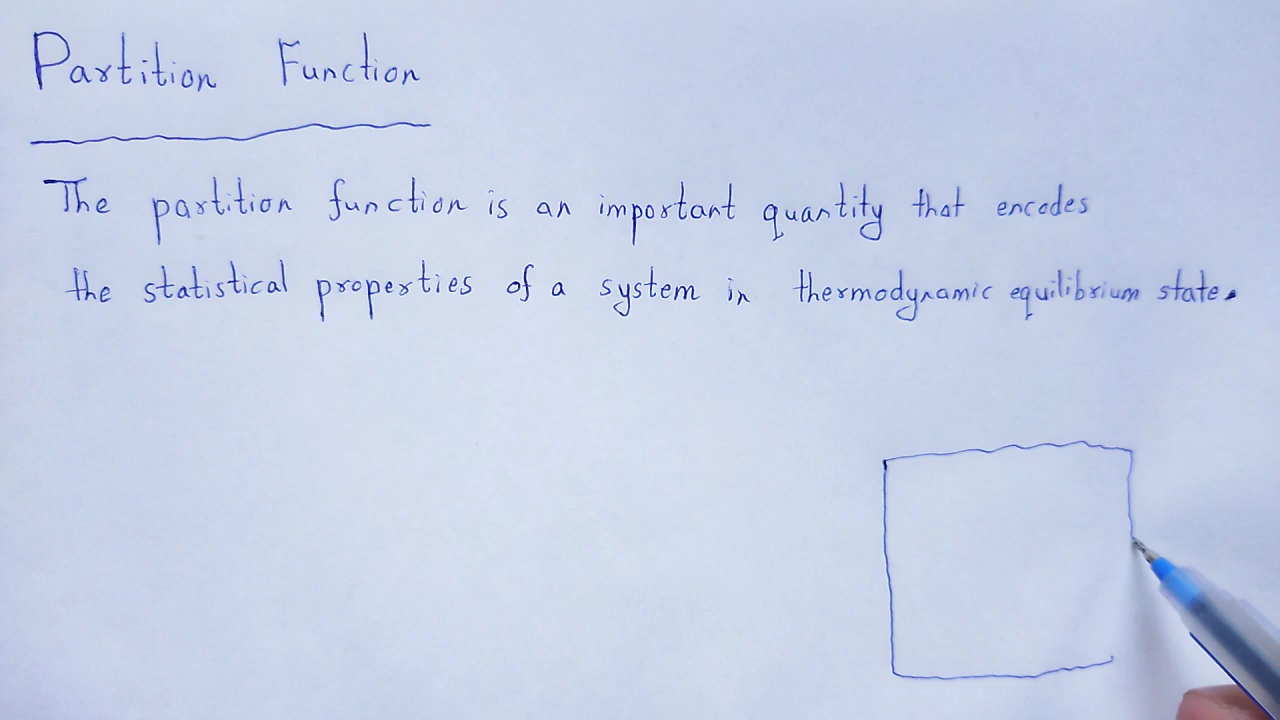 Partition Function
The partition function is an important quantity that encodes
the statistical properties of a system in thermodynamic equilibrium state.